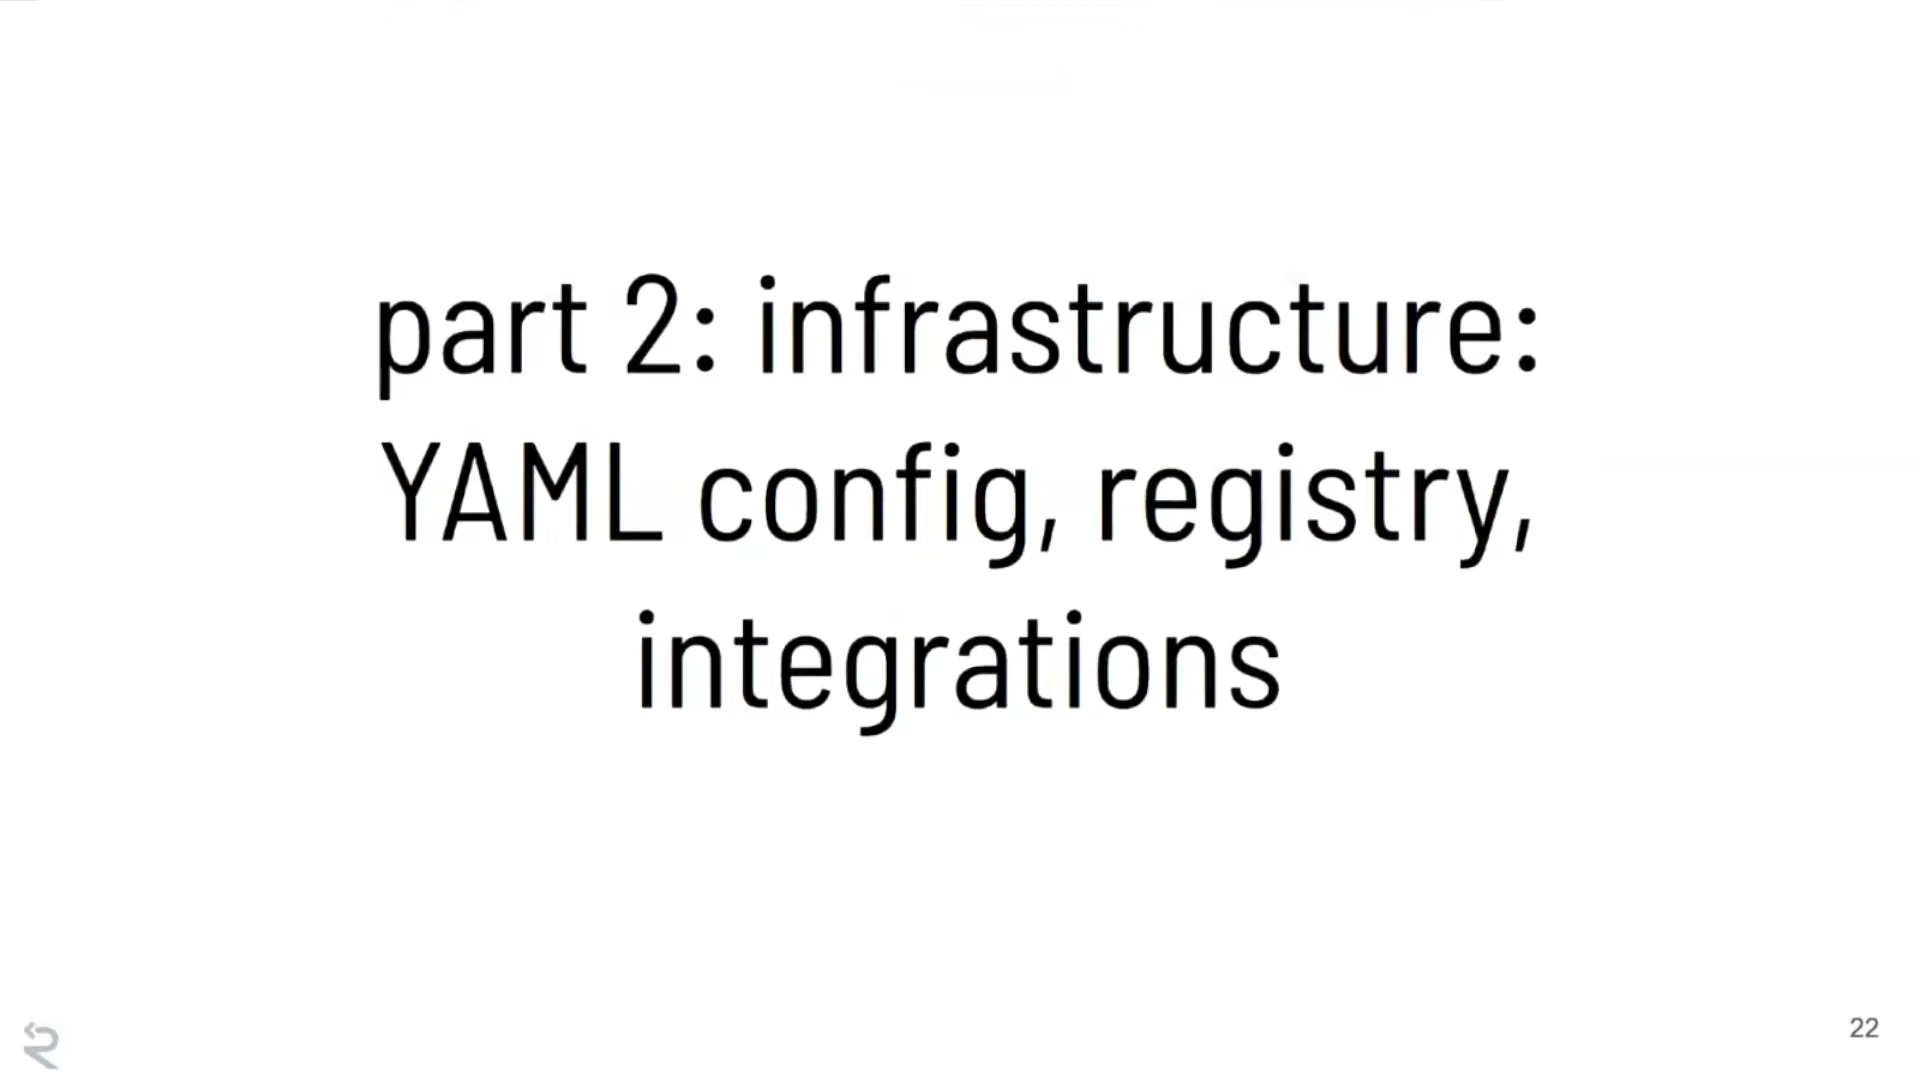 part 2: infrastructure:
YAML config, registry,
integrations
22